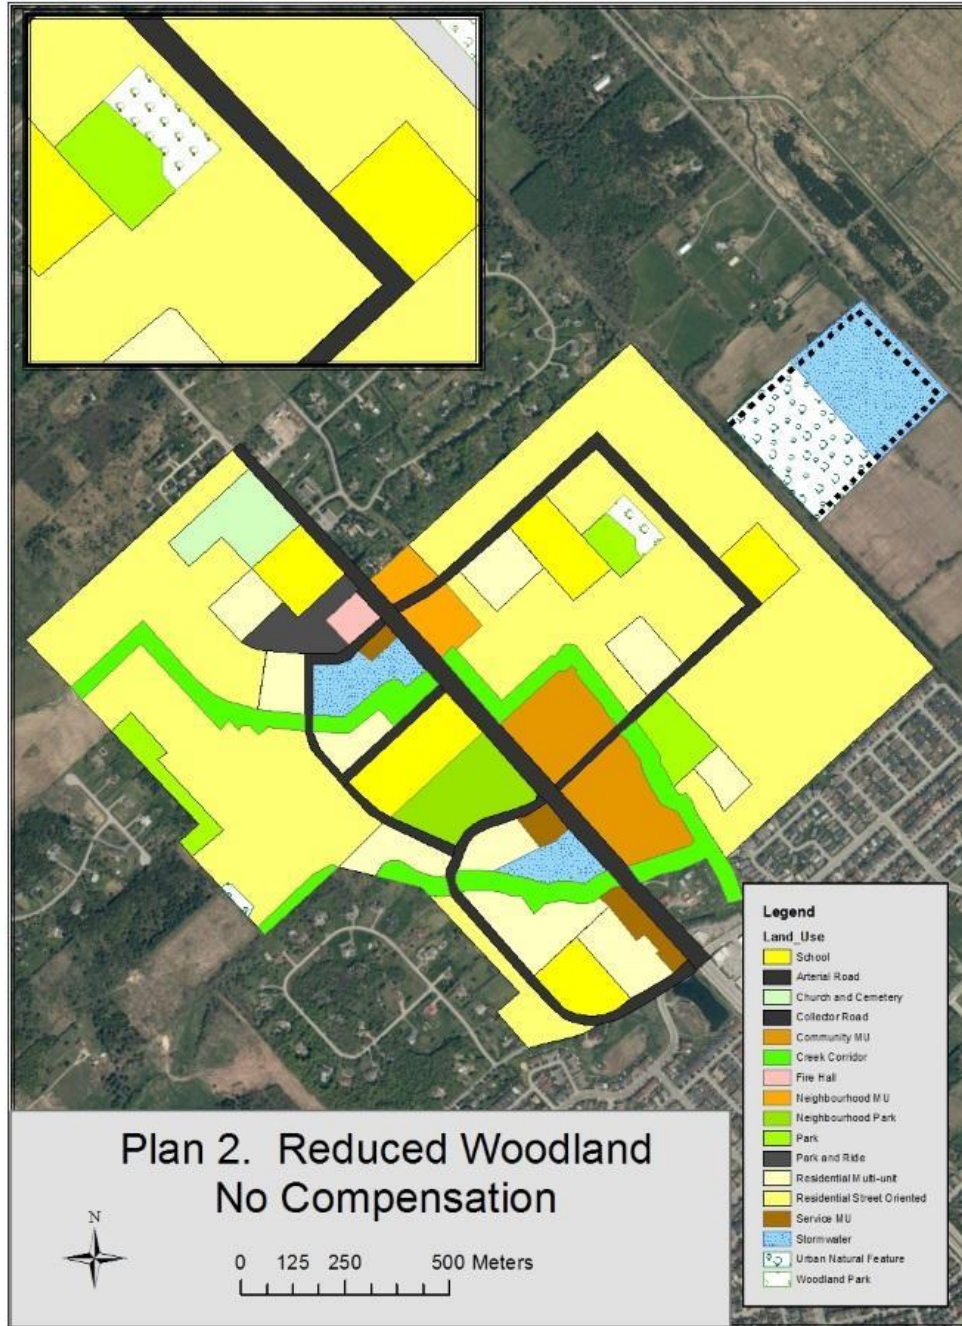 Legend
Land_Use
School
Arterial Road
Church and Cemetery
Collector Road
Community MU
Creek Corridor
Fire Hall
Neighbourhood MU
Neighbourhood Park
Park
Park and Ride
Residential Multi-unit
Residential Street Oriented
Service MU
Stormwater
Urban Natural Feature
Woodland Park
Plan 2. Reduced Woodland
No Compensation
N
0 125 250 500 Meters